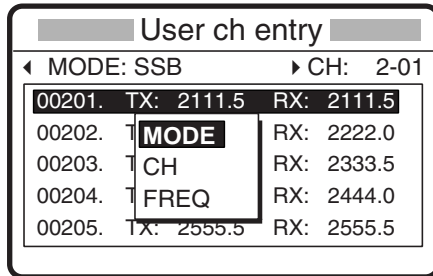 User ch entry
◀ MODE: SSB ▶ CH: 2-01
00201. TX: 2111.5 RX: 2111.5
00202. T MODE RX: 2222.0
00203. T CH RX: 2333.5
00204. T FREQ RX: 2444.0
00205. TX: 2555.5 RX: 2555.5